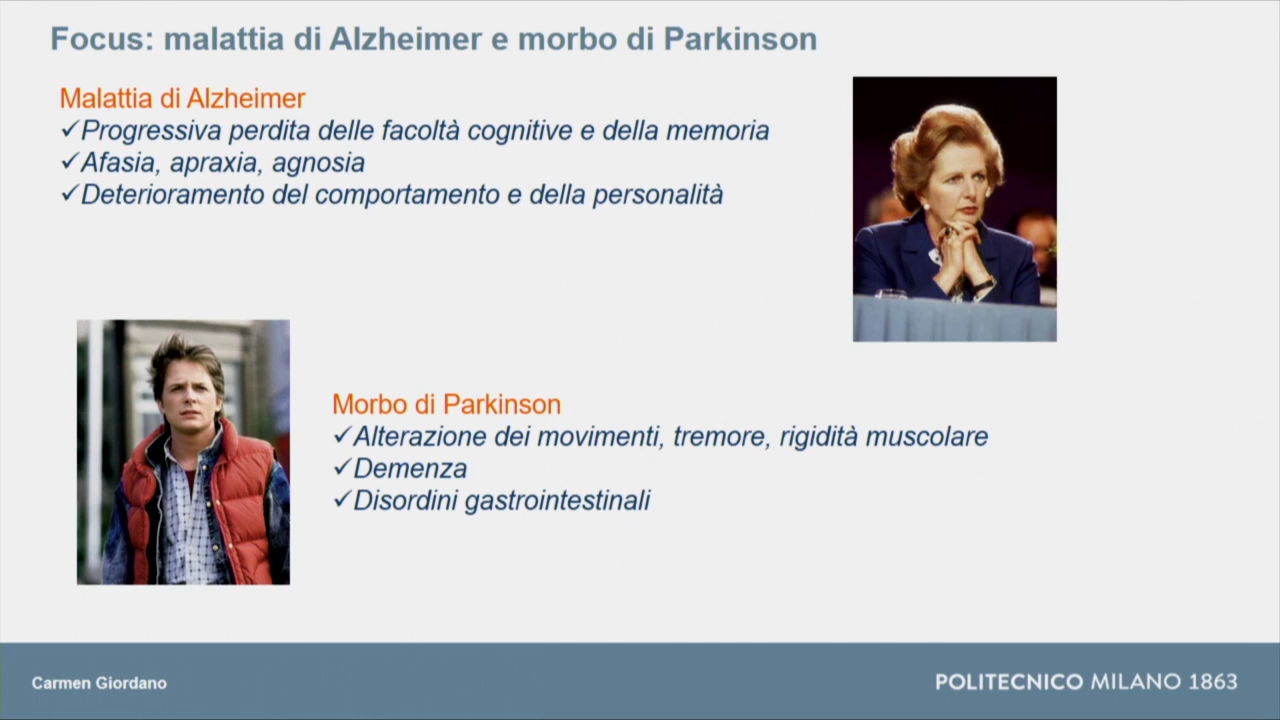 Focus: malattia di Alzheimer e morbo di Parkinson
Malattia di Alzheimer
✓Progressiva perdita delle facoltà cognitive e della memoria
✓Afasia, apraxia, agnosia
✓Deterioramento del comportamento e della personalità
Morbo di Parkinson
✓Alterazione dei movimenti, tremore, rigidità muscolare
✓Demenza
✓Disordini gastrointestinali
Carmen Giordano
POLITECNICO MILANO 1863